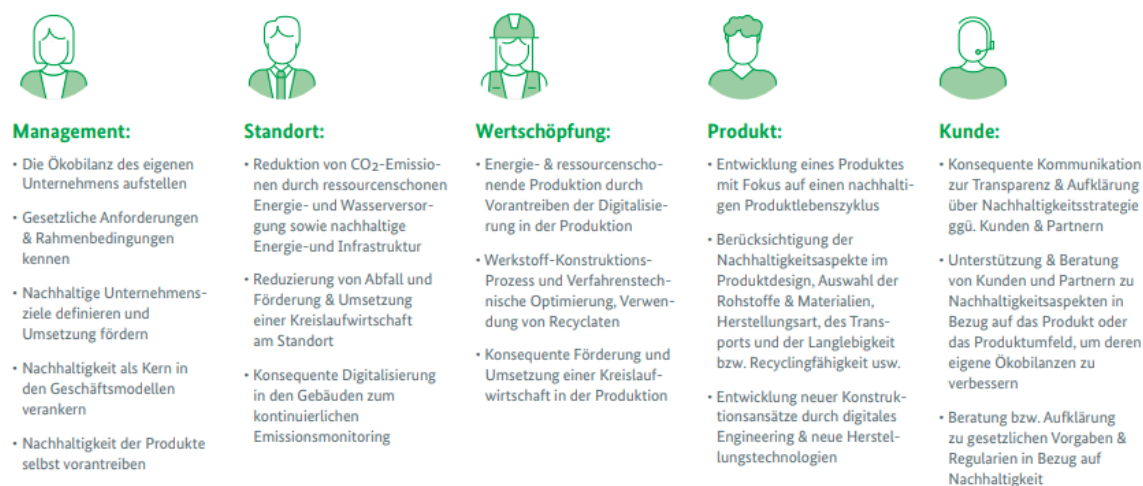 Management:
• Die Ökobilanz des eigenen
Unternehmens aufstellen
• Gesetzliche Anforderungen
& Rahmenbedingungen
kennen
• Nachhaltige Unternehmens-
ziele definieren und
Umsetzung fördern
• Nachhaltigkeit als Kern in
den Geschäftsmodellen
verankern
• Nachhaltigkeit der Produkte
selbst vorantreiben
Standort:
• Reduktion von CO2-Emissio-
nen durch ressourcenschonen
Energie- und Wasserversor-
gung sowie nachhaltige
Energie-und Infrastruktur
• Reduzierung von Abfall und
Förderung & Umsetzung
einer Kreislaufwirtschaft
am Standort
• Konsequente Digitalisierung
in den Gebäuden zum
kontinuierlichen
Emissionsmonitoring
Wertschöpfung:
• Energie- & ressourcenscho-
nende Produktion durch
Vorantreiben der Digitalisie-
rung in der Produktion
• Werkstoff-Konstruktions-
Prozess und Verfahrenstech-
nische Optimierung, Verwen-
dung von Recyclaten
• Konsequente Förderung und
Umsetzung einer Kreislauf-
wirtschaft in der Produktion
Produkt:
• Entwicklung eines Produktes
mit Fokus auf einen nachhalti-
gen Produktlebenszyklus
• Berücksichtigung der
Nachhaltigkeitsaspekte im
Produktdesign, Auswahl der
Rohstoffe & Materialien,
Herstellungsart, des Trans-
ports und der Langlebigkeit
bzw. Recyclingfähigkeit usw.
• Entwicklung neuer Konstruk-
tionsansätze durch digitales
Engineering & neue Herstel-
lungstechnologien
Kunde:
• Konsequente Kommunikation
zur Transparenz & Aufklärung
über Nachhaltigkeitsstrategie
ggü. Kunden & Partnern
• Unterstützung & Beratung
von Kunden und Partnern zu
Nachhaltigkeitsaspekten in
Bezug auf das Produkt oder
das Produktumfeld, um deren
eigene Ökobilanzen zu
verbessern
• Beratung bzw. Aufklärung
zu gesetzlichen Vorgaben &
Regularien in Bezug auf
Nachhaltigkeit